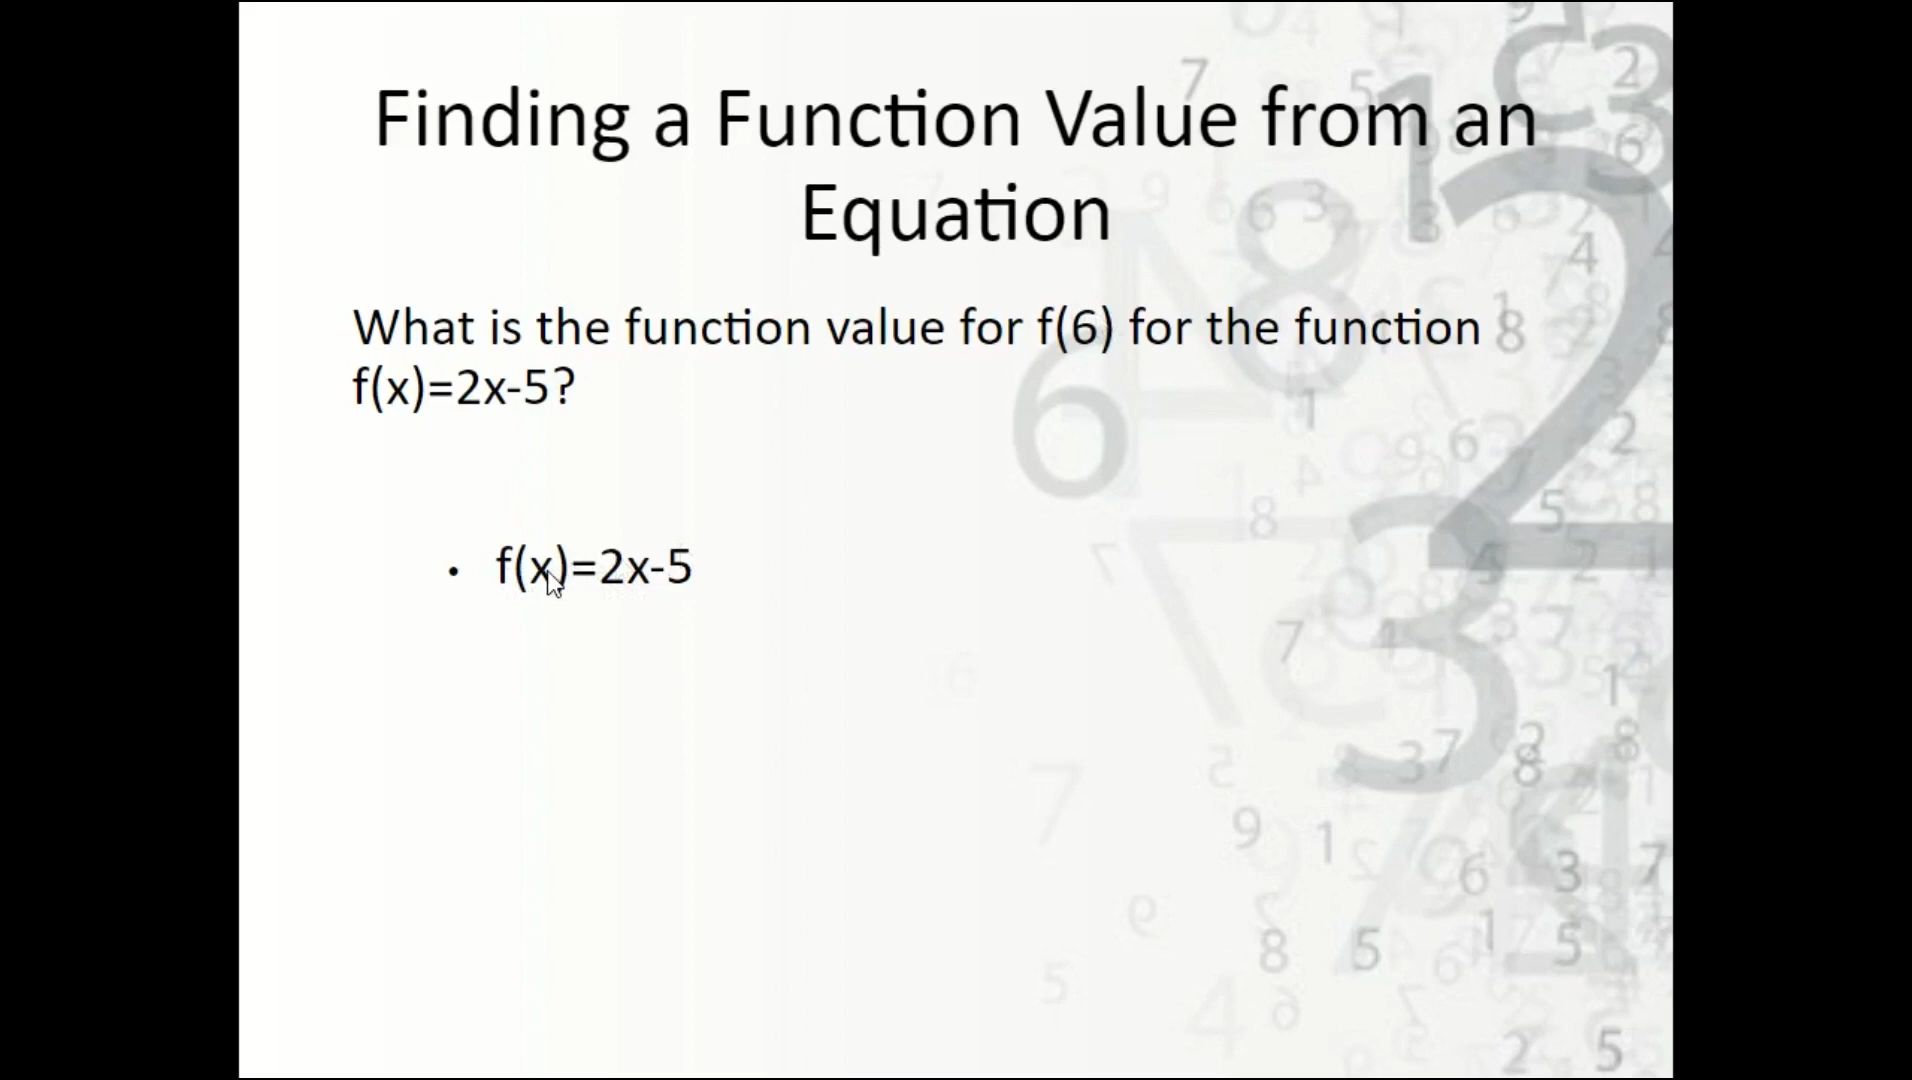 Finding a Function Value from an
Equation
What is the function value for f(6) for the function
f(x)=2x-5?
• f(x)=2x-5